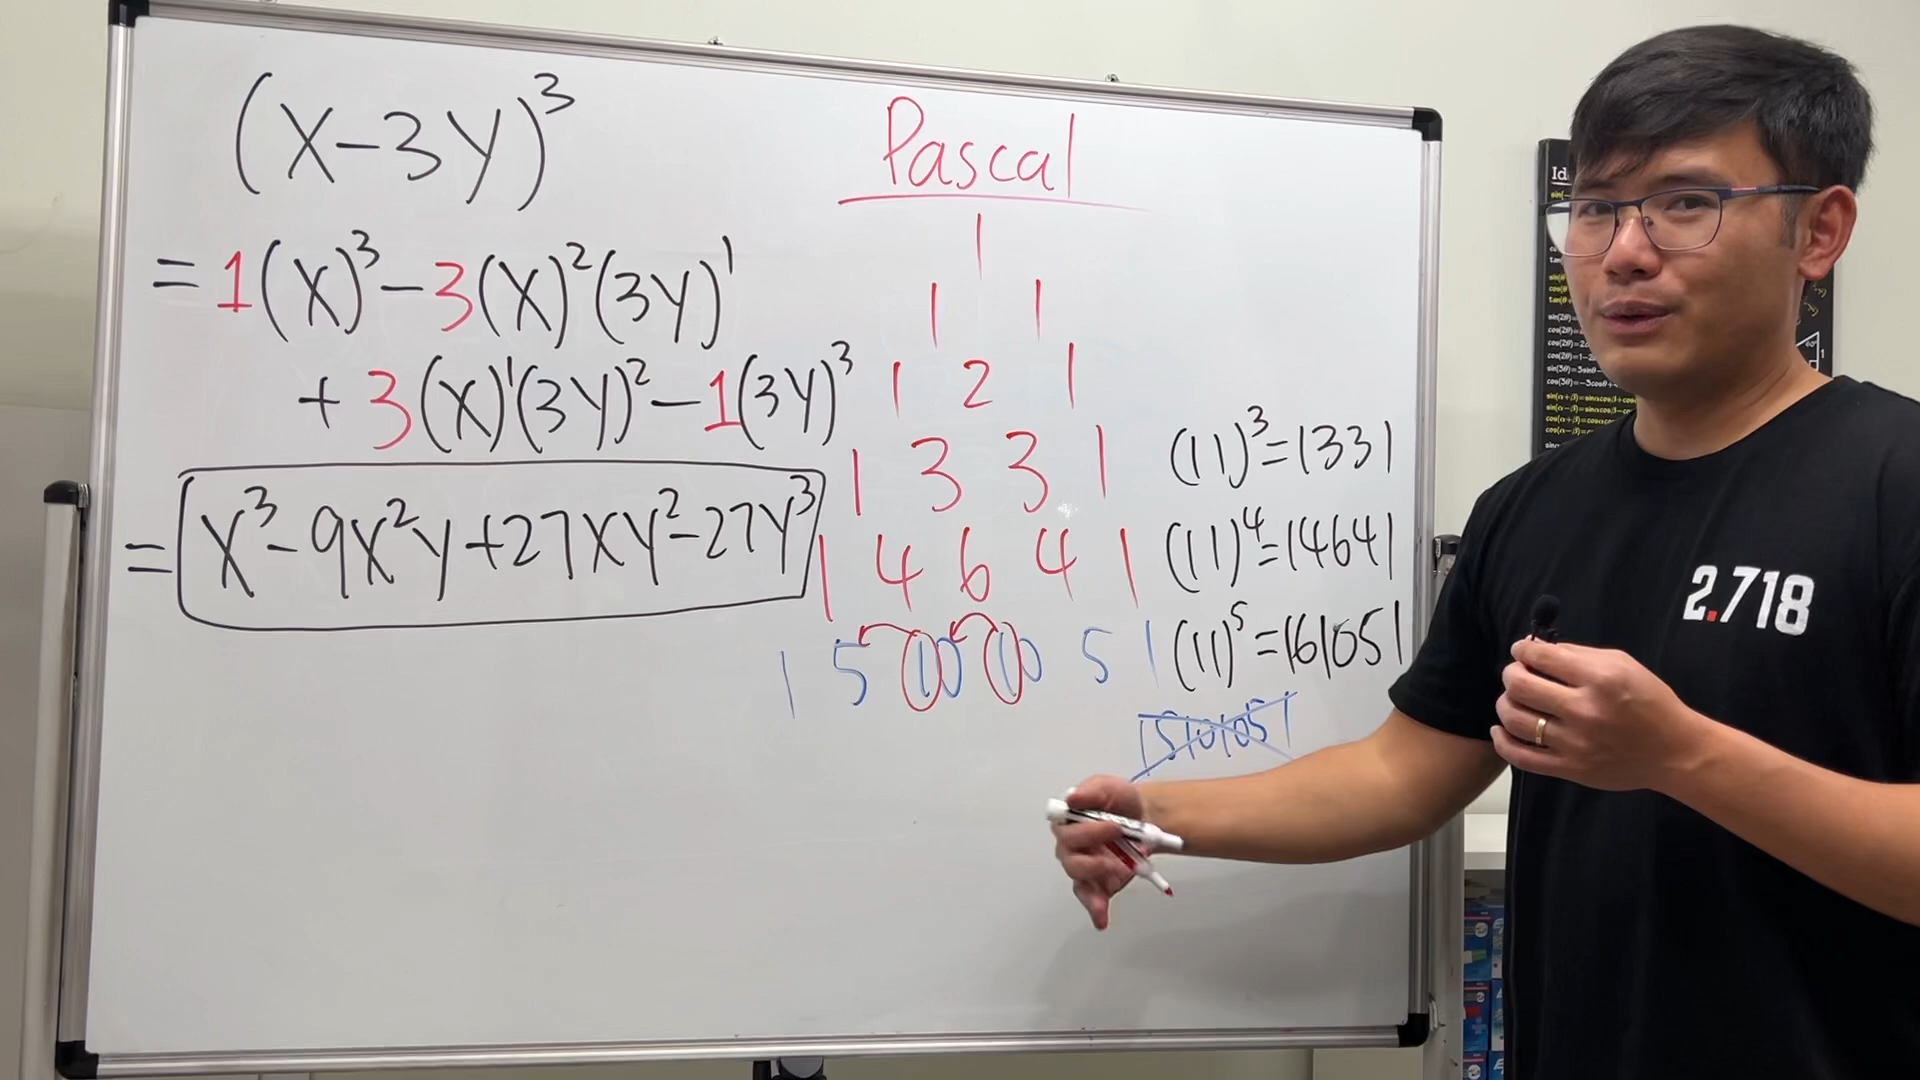 (x-3y)³
= 1(x)³-3(x)²(3y)¹
+ 3(x)¹(3y)²-1(3y)³
= x³-9x²y+27xy²-27y³
Pascal
1
1 1
1 2 1
1 3 3 1
1 4 6 4 1
1 5 10 10 5 1
(11)³=1331
(11)⁴=14641
(11)⁵=161051
15101051
2.718
Id